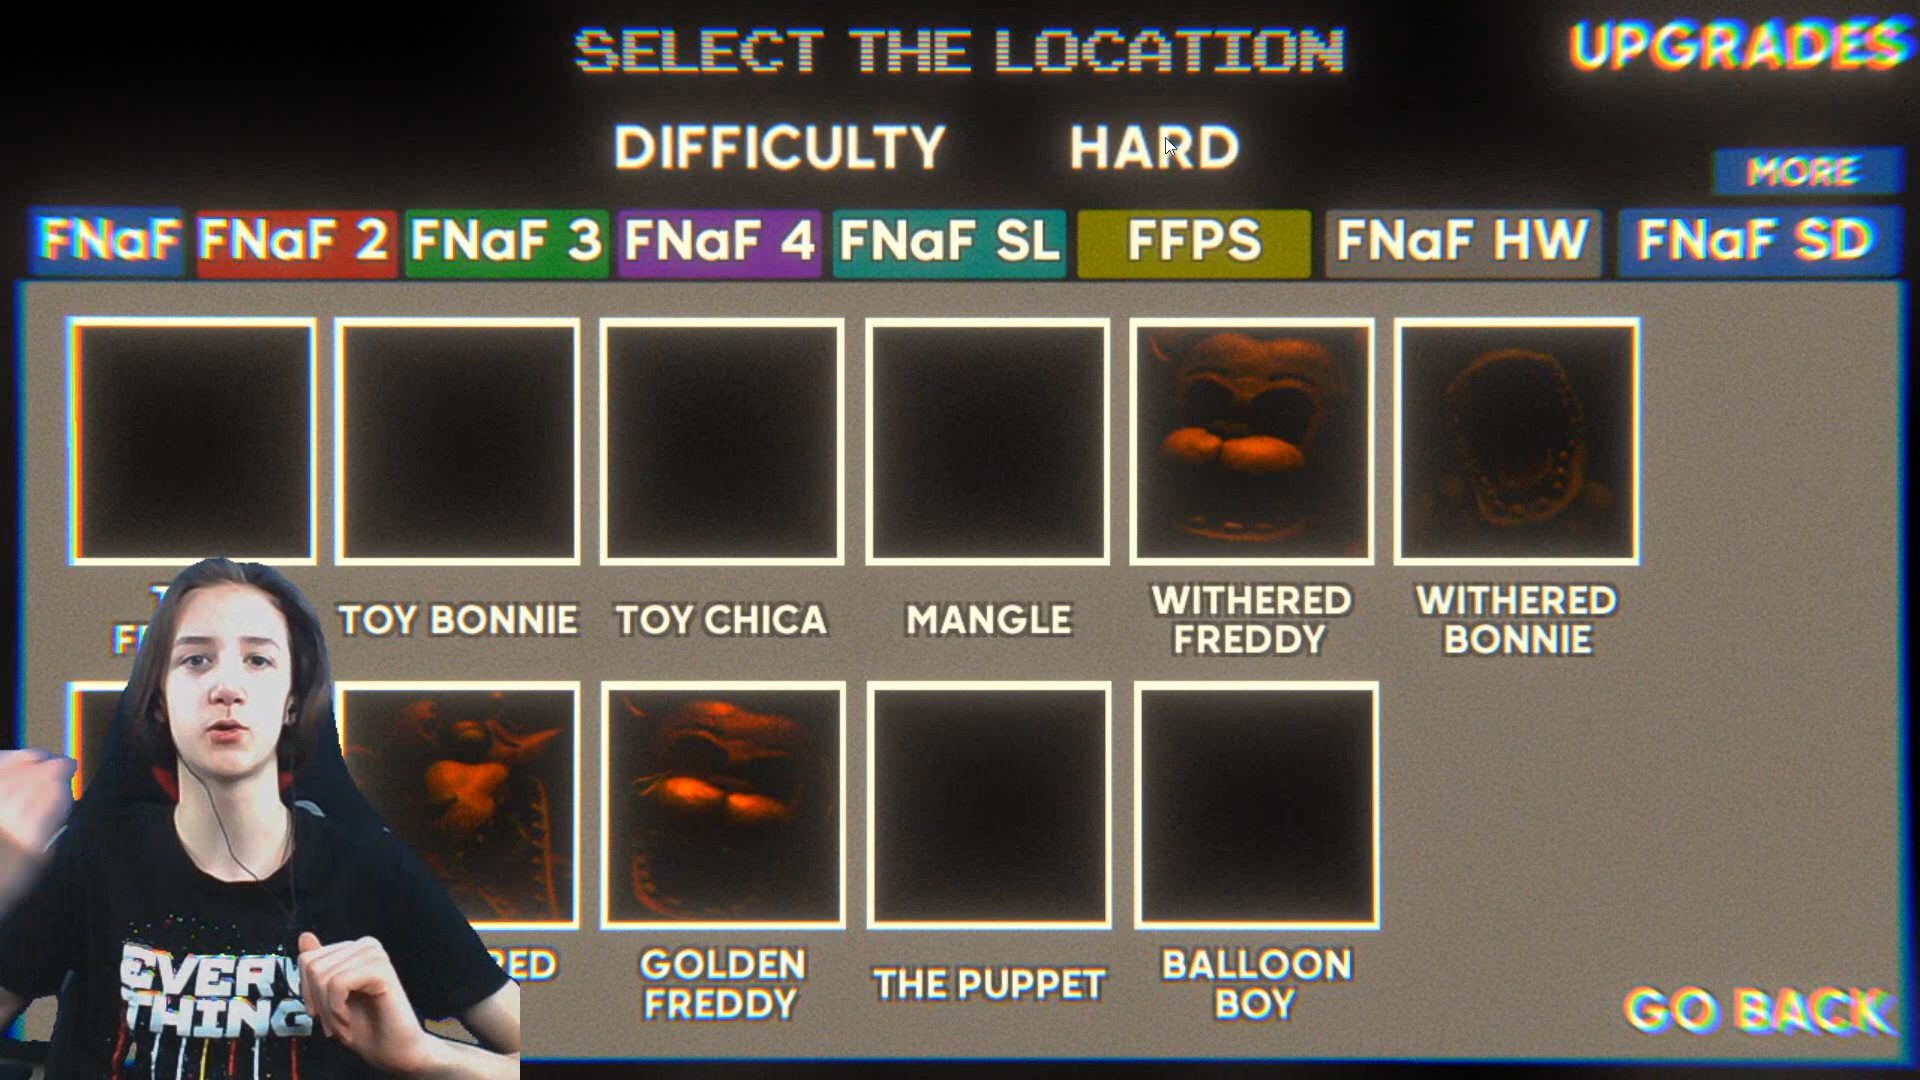 SELECT THE LOCATION
UPGRADES
DIFFICULTY HARD
MORE
FNaF FNaF 2 FNaF 3 FNaF 4 FNaF SL FFPS FNaF HW FNaF SD
TOY BONNIE
TOY CHICA
MANGLE
WITHERED
FREDDY
WITHERED
BONNIE
GOLDEN
FREDDY
THE PUPPET
BALLOON
BOY
GO BACK
EVERY
THING